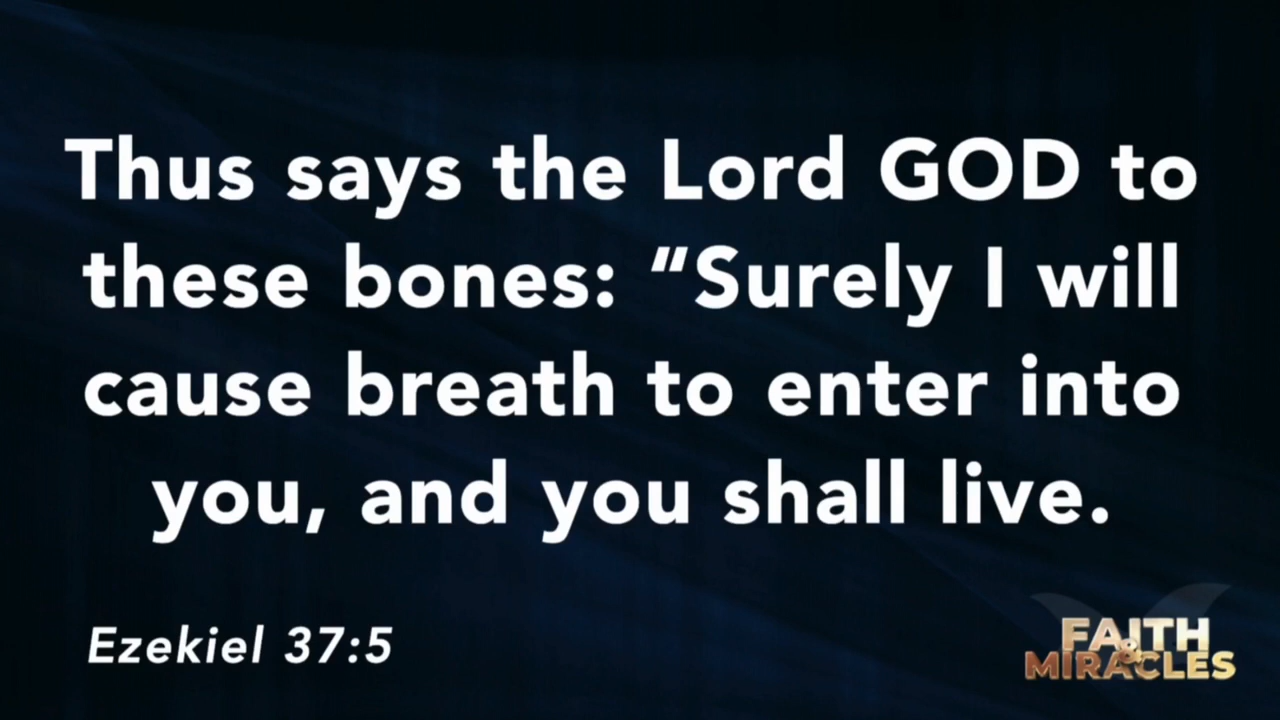 Thus says the Lord GOD to
these bones: “Surely I will
cause breath to enter into
you, and you shall live.
Ezekiel 37:5
FAITH
&
MIRACLES